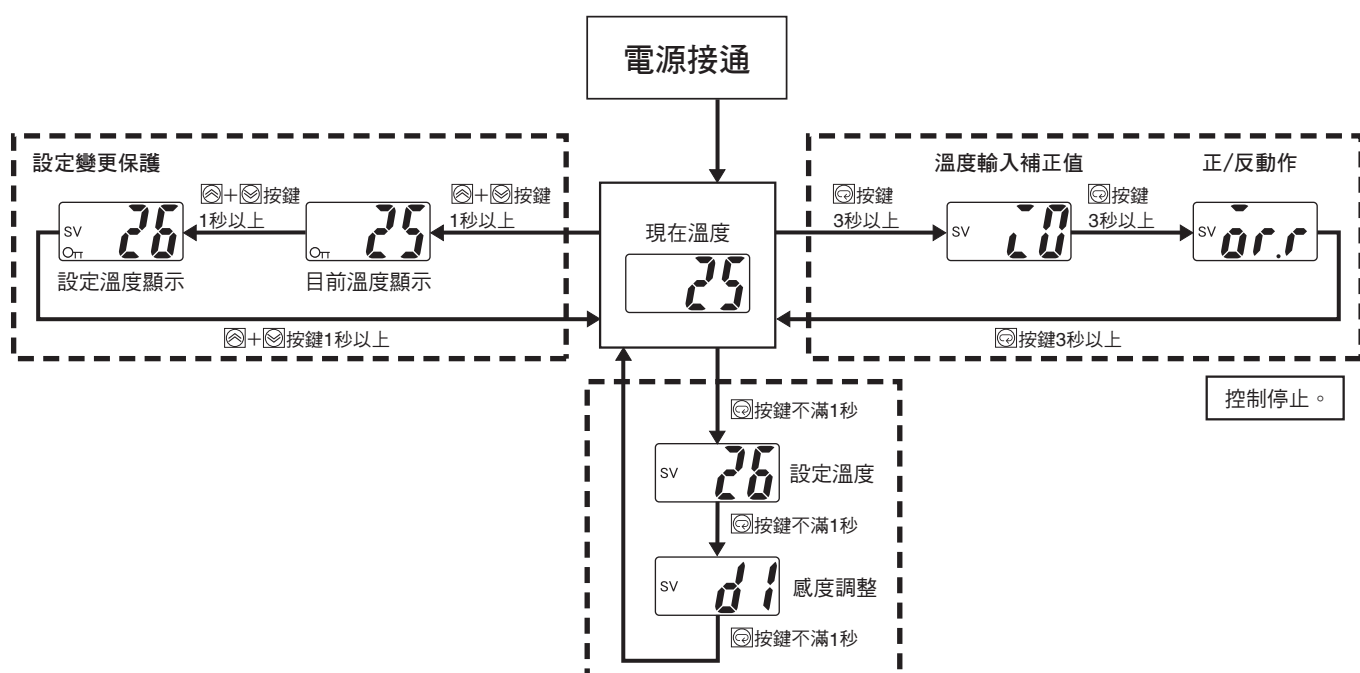 電源接通
設定變更保護
按鍵
1秒以上
SV
26
設定溫度顯示
+
按鍵
1秒以上
25
目前溫度顯示
+
+按鍵1秒以上
現在溫度
25
按鍵
3秒以上
溫度輸入補正值
SV
按鍵
3秒以上
正/反動作
SV
or.r
按鍵3秒以上
控制停止。
按鍵不滿1秒
SV 26 設定溫度
按鍵不滿1秒
SV d1 感度調整
按鍵不滿1秒